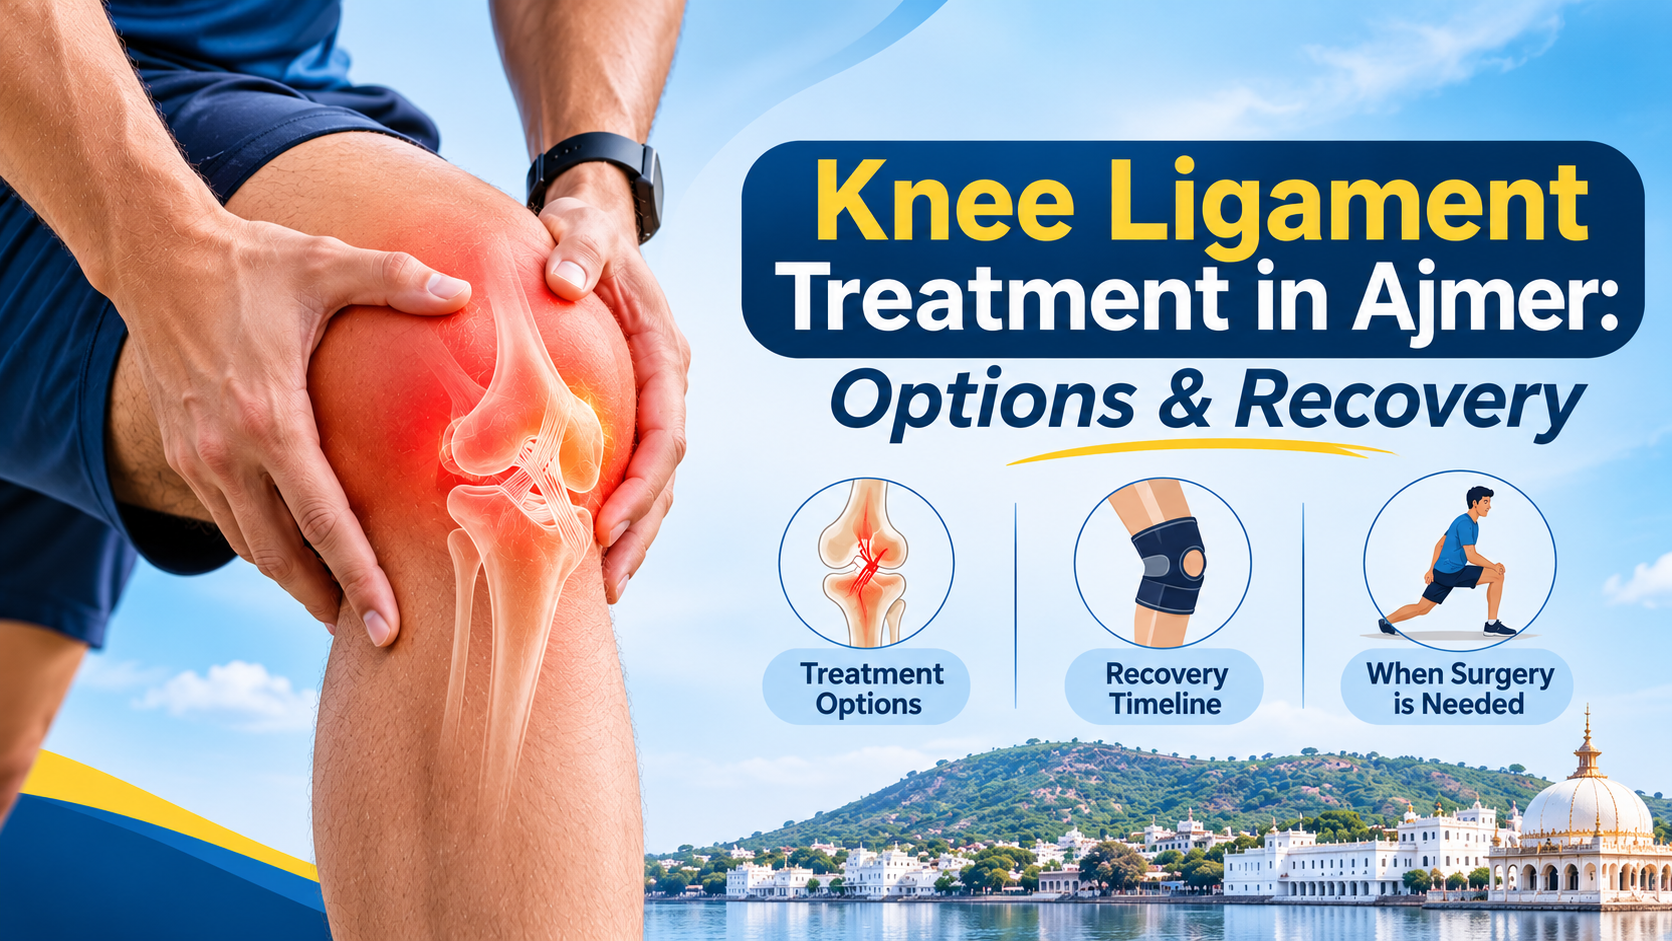 Knee Ligament
Treatment in Ajmer:
Options & Recovery
Treatment
Options
Recovery
Timeline
When Surgery
is Needed